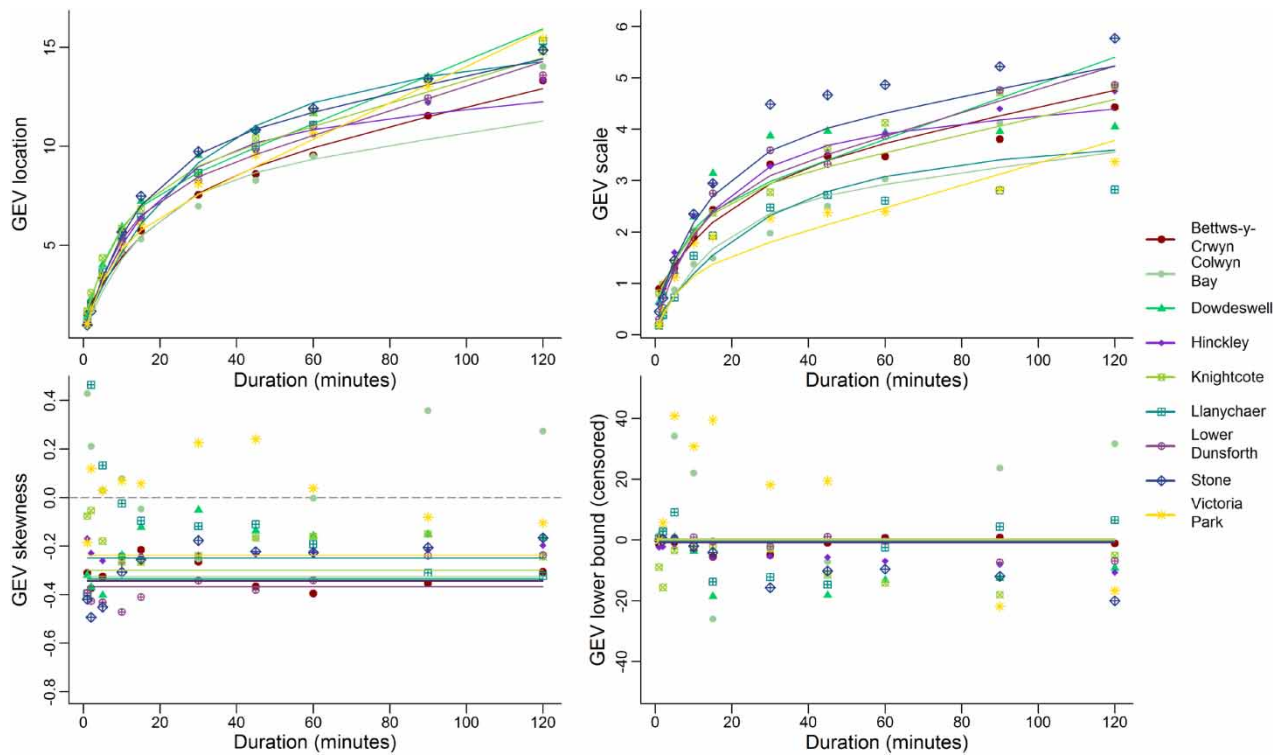 GEV location
15
10
5
0
20
40
60
80
100
120
Duration (minutes)
GEV scale
6
5
4
3
2
1
0
0
20
40
60
80
100
120
Duration (minutes)
GEV skewness
0.4
0.2
0.0
-0.2
-0.4
-0.6
-0.8
0
20
40
60
80
100
120
Duration (minutes)
GEV lower bound (censored)
40
20
0
-20
-40
0
20
40
60
80
100
120
Duration (minutes)
Bettws-y-
Crwyn
Colwyn
Bay
Dowdeswell
Hinckley
Knightcote
Llanychaer
Lower
Dunsforth
Stone
Victoria
Park